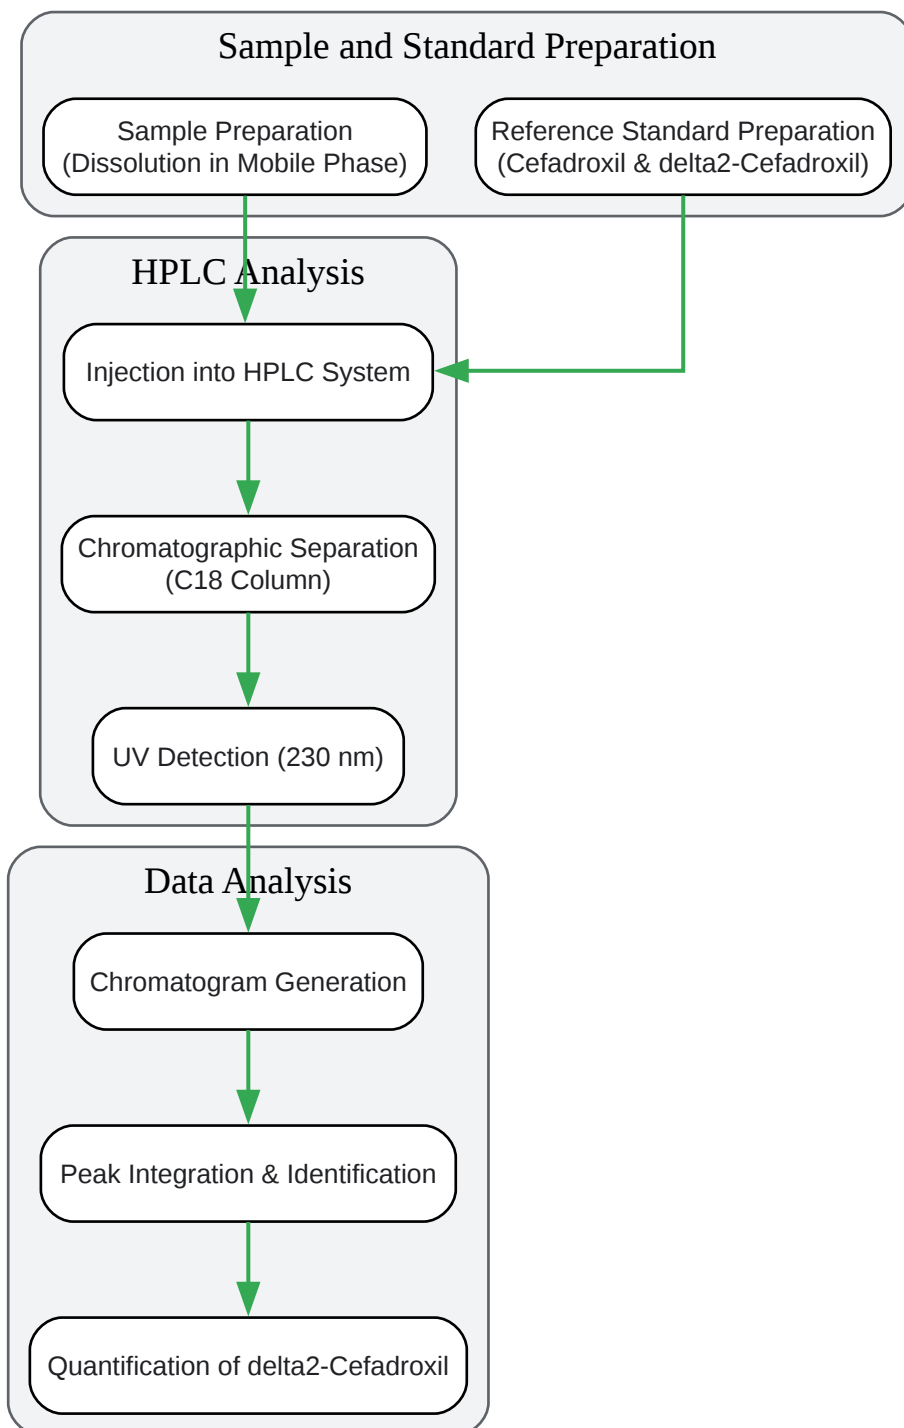 Sample and Standard Preparation
Sample Preparation
(Dissolution in Mobile Phase)
Reference Standard Preparation
(Cefadroxil & delta2-Cefadroxil)
HPLC Analysis
Injection into HPLC System
Chromatographic Separation
(C18 Column)
UV Detection (230 nm)
Data Analysis
Chromatogram Generation
Peak Integration & Identification
Quantification of delta2-Cefadroxil